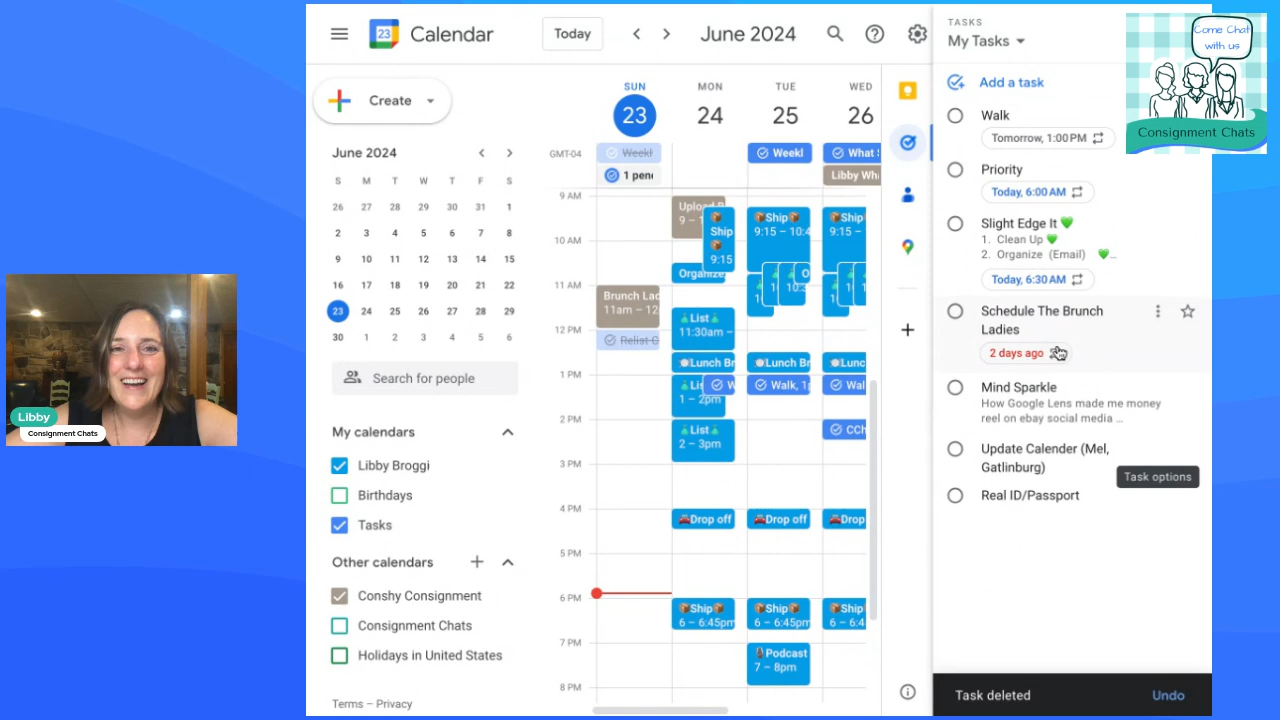 Calendar
Today
June 2024
TASKS
My Tasks
Come Chat
with us
Consignment Chats
Create
June 2024
S M T W T F S
26 27 28 29 30 31 1
2 3 4 5 6 7 8
9 10 11 12 13 14 15
16 17 18 19 20 21 22
23 24 25 26 27 28 29
30 1 2 3 4 5 6
Search for people
My calendars
Libby Broggi
Birthdays
Tasks
Other calendars
Conshy Consignment
Consignment Chats
Holidays in United States
Terms – Privacy
SUN MON TUE WED
23 24 25 26
GMT-04
Weekl
Weekl
What
1 pend
Libby Wha
9 AM
10 AM
11 AM
12 PM
1 PM
2 PM
3 PM
4 PM
5 PM
6 PM
7 PM
8 PM
Brunch Lad
11am – 12
Relist C
Upload
9 –
📦
Ship
📦
9:15
Organize
List
11:30am –
🍽️Lunch Br
W
1 – 2pm
List
2 – 3pm
🚗Drop off
📦Ship📦
6 – 6:45pm
📦Ship📦
9:15 – 10:4
🍽️Lunch Br
Walk, 1p
🚗Drop off
📦Ship📦
6 – 6:45pm
🎙️Podcast
7 – 8pm
📦Ship
9:15 –
🍽️Lunc
Wal
CCh
🚗Drop
📦Ship
6 – 6:4
Add a task
Walk
Tomorrow, 1:00 PM
Priority
Today, 6:00 AM
Slight Edge It 💚
1. Clean Up 💚
2. Organize (Email) 💚...
Today, 6:30 AM
Schedule The Brunch
Ladies
2 days ago
Mind Sparkle
How Google Lens made me money
reel on ebay social media ...
Update Calender (Mel,
Gatlinburg)
Task options
Real ID/Passport
Task deleted
Undo
Libby
Consignment Chats